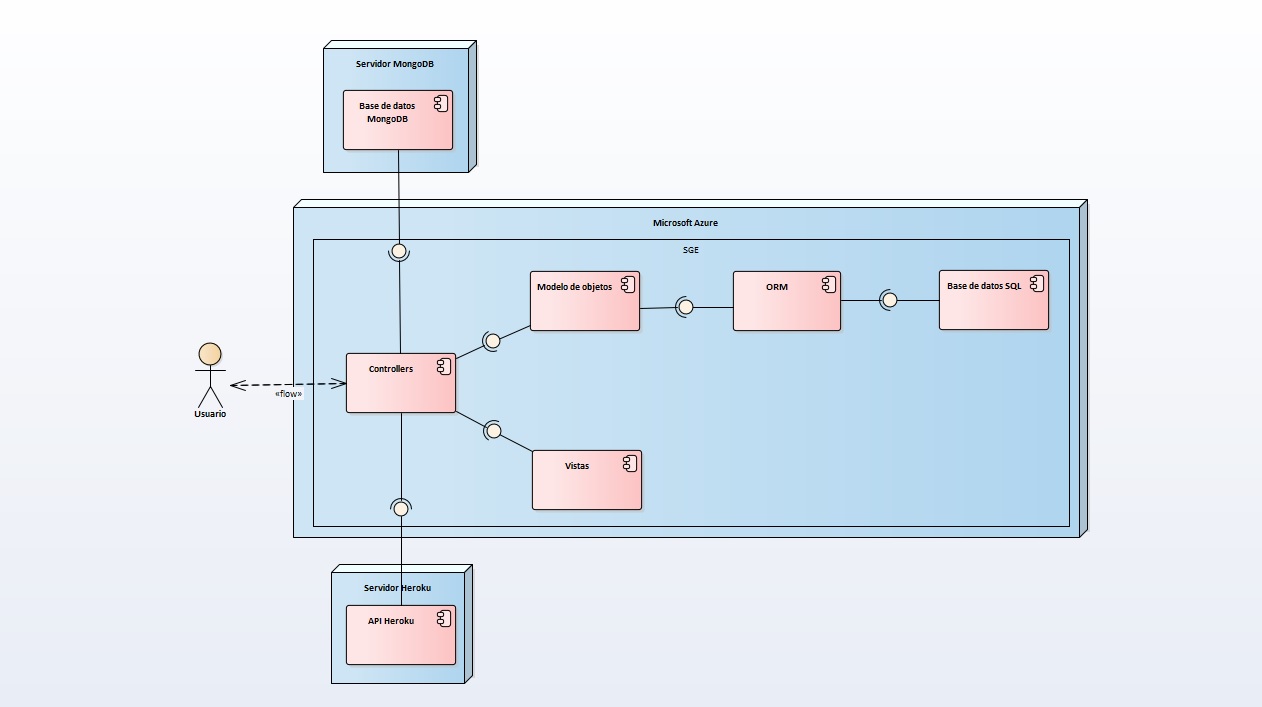 Servidor MongoDB
Base de datos
MongoDB
Microsoft Azure
SGE
Modelo de objetos
ORM
Base de datos SQL
Controllers
«flow»
Usuario
Vistas
Servidor Heroku
API Heroku